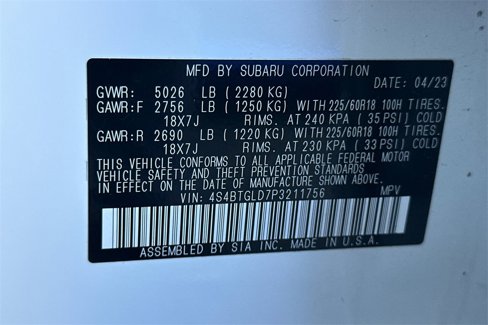 MFD BY SUBARU CORPORATION
DATE: 04/23
GVWR: 5026 LB (2280 KG)
GAWR:F 2756 LB (1250 KG) WITH 225/60R18 100H TIRES.
18X7J RIMS. AT 240 KPA (35 PSI) COLD
GAWR:R 2690 LB (1220 KG) WITH 225/60R18 100H TIRES.
18X7J RIMS. AT 230 KPA (33 PSI) COLD
THIS VEHICLE CONFORMS TO ALL APPLICABLE FEDERAL MOTOR
VEHICLE SAFETY AND THEFT PREVENTION STANDARDS
IN EFFECT ON THE DATE OF MANUFACTURE SHOWN ABOVE.
VIN: 4S4BTGLD7P3211756 MPV
ASSEMBLED BY SIA INC. MADE IN U.S.A.